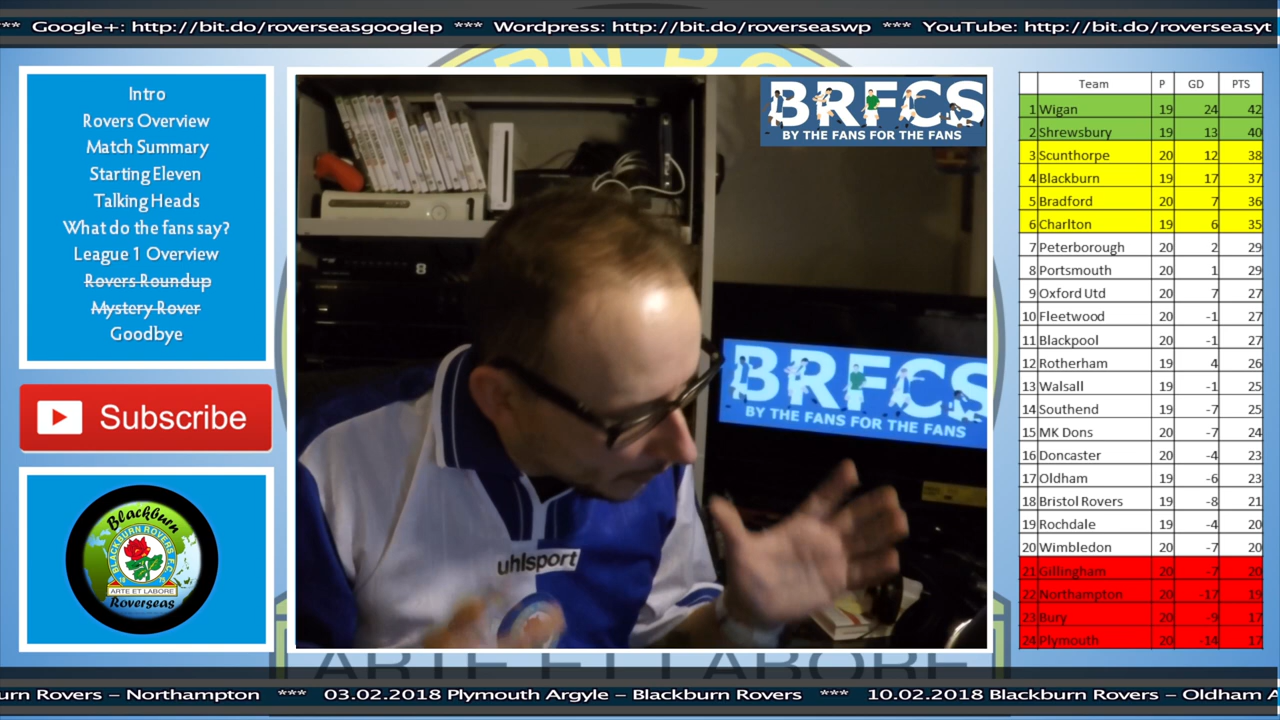 *** Google+: http://bit.do/roverseasgooglep *** Wordpress: http://bit.do/roverseaswp *** YouTube: http://bit.do/roverseasyt
Intro
Rovers Overview
Match Summary
Starting Eleven
Talking Heads
What do the fans say?
League 1 Overview
Rovers Roundup
Mystery Rover
Goodbye
Subscribe
Blackburn
BLACKBURN ROVERS F.C.
18 75
ARTE ET LABORE
Roverseas
BRFCS
BY THE FANS FOR THE FANS
8
BRFCS
BY THE FANS FOR THE FANS
uhlsport
Team P GD PTS
1 Wigan 19 24 42
2 Shrewsbury 19 13 40
3 Scunthorpe 20 12 38
4 Blackburn 19 17 37
5 Bradford 20 7 36
6 Charlton 19 6 35
7 Peterborough 20 2 29
8 Portsmouth 20 1 29
9 Oxford Utd 20 7 27
10 Fleetwood 20 -1 27
11 Blackpool 20 -1 27
12 Rotherham 19 4 26
13 Walsall 19 -1 25
14 Southend 19 -7 25
15 MK Dons 20 -7 24
16 Doncaster 20 -4 23
17 Oldham 19 -6 23
18 Bristol Rovers 19 -8 21
19 Rochdale 19 -4 20
20 Wimbledon 20 -7 20
21 Gillingham 20 -7 20
22 Northampton 20 -17 19
23 Bury 20 -9 17
24 Plymouth 20 -14 17
ARTE ET LABORE
urn Rovers – Northampton *** 03.02.2018 Plymouth Argyle – Blackburn Rovers *** 10.02.2018 Blackburn Rovers – Oldham A